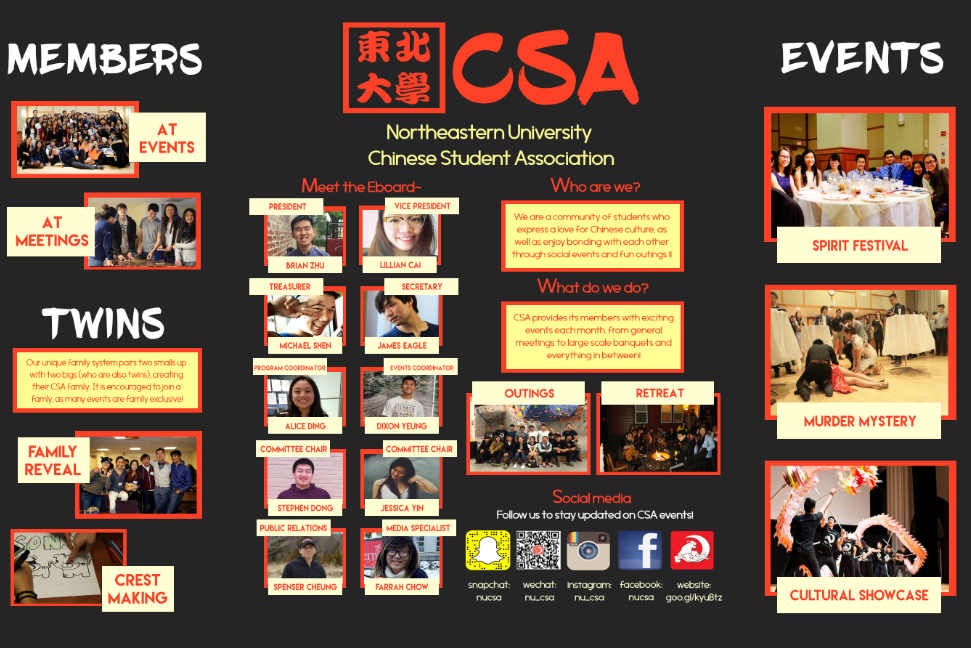 MEMBERS
AT
EVENTS
AT
MEETINGS
TWINS
Our unique family system pairs two smalls up
with two bigs (who are also twins), creating
their CSA family. It is encouraged to join a
family, as many events are family exclusive!
FAMILY
REVEAL
CREST
MAKING
東北
大學
CSA
Northeastern University
Chinese Student Association
Meet the Eboard~
PRESIDENT
BRIAN ZHU
VICE PRESIDENT
LILLIAN CAI
TREASURER
MICHAEL SHEN
SECRETARY
JAMES EAGLE
PROGRAM COORDINATOR
ALICE DING
EVENTS COORDINATOR
DIXON YEUNG
COMMITTEE CHAIR
STEPHEN DONG
COMMITTEE CHAIR
JESSICA YIN
PUBLIC RELATIONS
SPENSER CHEUNG
MEDIA SPECIALIST
FARRAH CHOW
Who are we?
We are a community of students who
express a love for Chinese culture, as
well as enjoy bonding with each other
through social events and fun outings !!
What do we do?
CSA provides its members with exciting
events each month, from general
meetings to large scale banquets and
everything in between!
OUTINGS
RETREAT
Social media
Follow us to stay updated on CSA events!
snapchat:
nucsa
wechat:
nu_csa
instagram:
nu_csa
facebook:
nucsa
website:
goo.gl/kyu8tz
EVENTS
SPIRIT FESTIVAL
MURDER MYSTERY
CULTURAL SHOWCASE